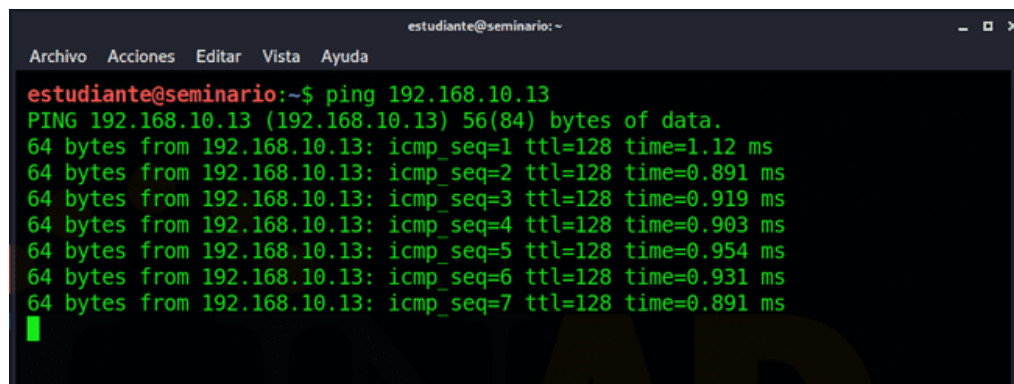 estudiante@seminario: ~
Archivo Acciones Editar Vista Ayuda
estudiante@seminario:~$ ping 192.168.10.13
PING 192.168.10.13 (192.168.10.13) 56(84) bytes of data.
64 bytes from 192.168.10.13: icmp_seq=1 ttl=128 time=1.12 ms
64 bytes from 192.168.10.13: icmp_seq=2 ttl=128 time=0.891 ms
64 bytes from 192.168.10.13: icmp_seq=3 ttl=128 time=0.919 ms
64 bytes from 192.168.10.13: icmp_seq=4 ttl=128 time=0.903 ms
64 bytes from 192.168.10.13: icmp_seq=5 ttl=128 time=0.954 ms
64 bytes from 192.168.10.13: icmp_seq=6 ttl=128 time=0.931 ms
64 bytes from 192.168.10.13: icmp_seq=7 ttl=128 time=0.891 ms